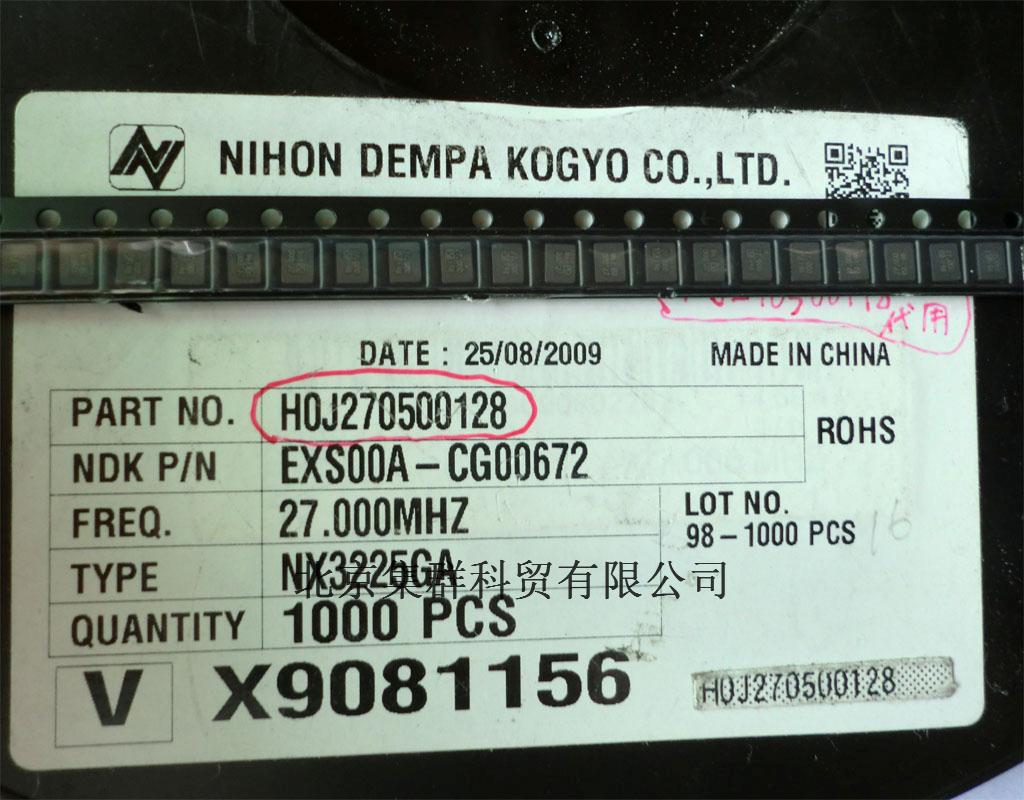 NIHON DEMPA KOGYO CO.,LTD.
代用
DATE : 25/08/2009
MADE IN CHINA
PART NO. H0J270500128
ROHS
NDK P/N EXS00A-CG00672
FREQ. 27.000MHZ
LOT NO.
98-1000 PCS
16
TYPE NX3225GA
北京集群科贸有限公司
QUANTITY 1000 PCS
V X9081156
H0J270500128